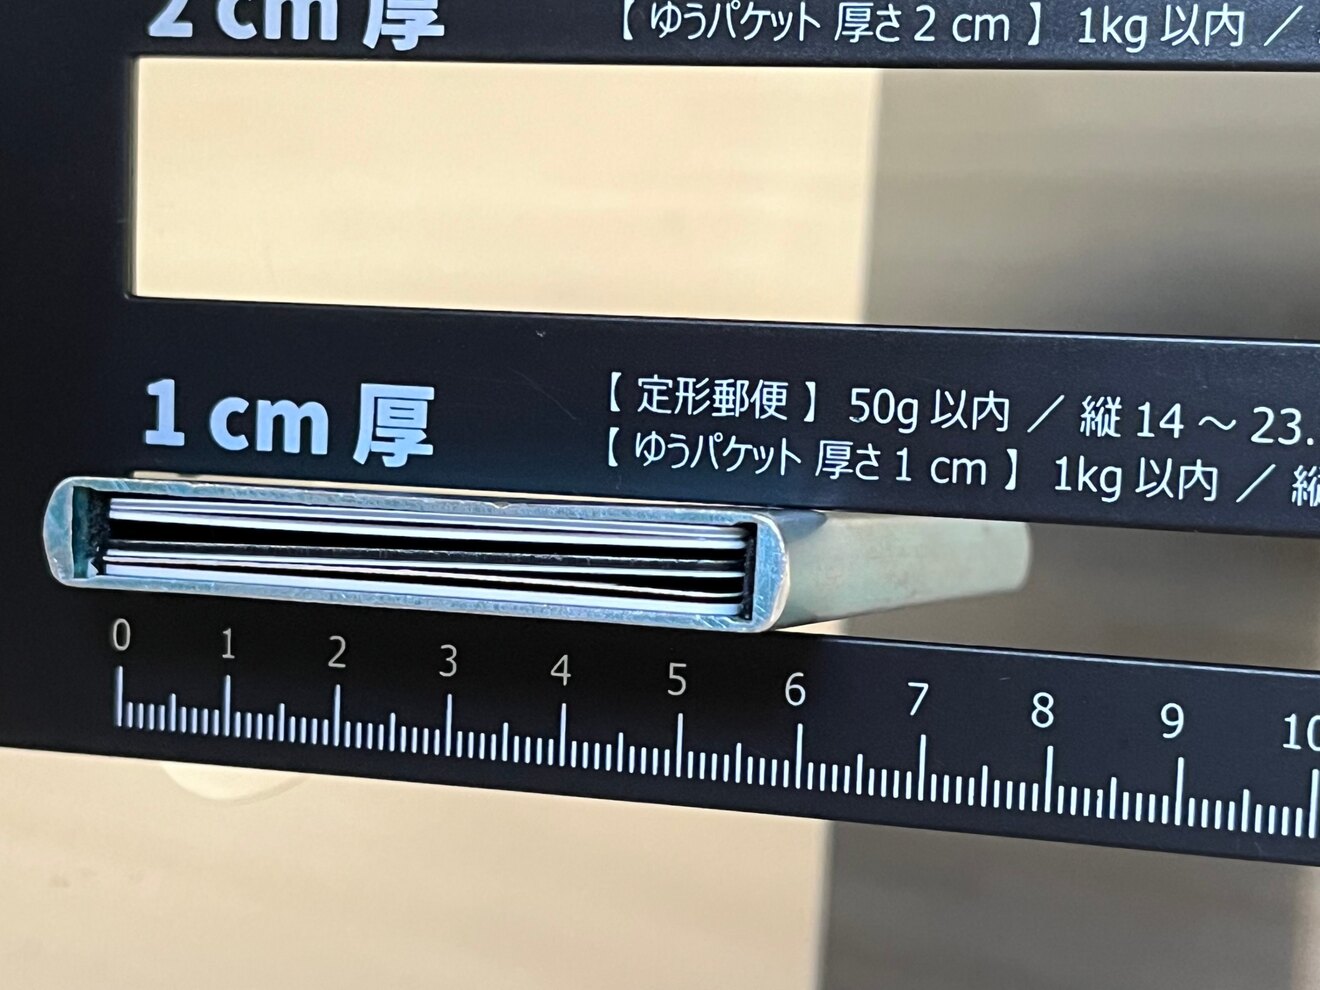 2 cm 厚
【 ゆうパケット 厚さ 2 cm 】 1kg 以内 ／
1 cm 厚
【 定形郵便 】 50g 以内 ／ 縦 14 ～ 23.
【 ゆうパケット 厚さ 1 cm 】 1kg 以内 ／ 縦
0 1 2 3 4 5 6 7 8 9 10